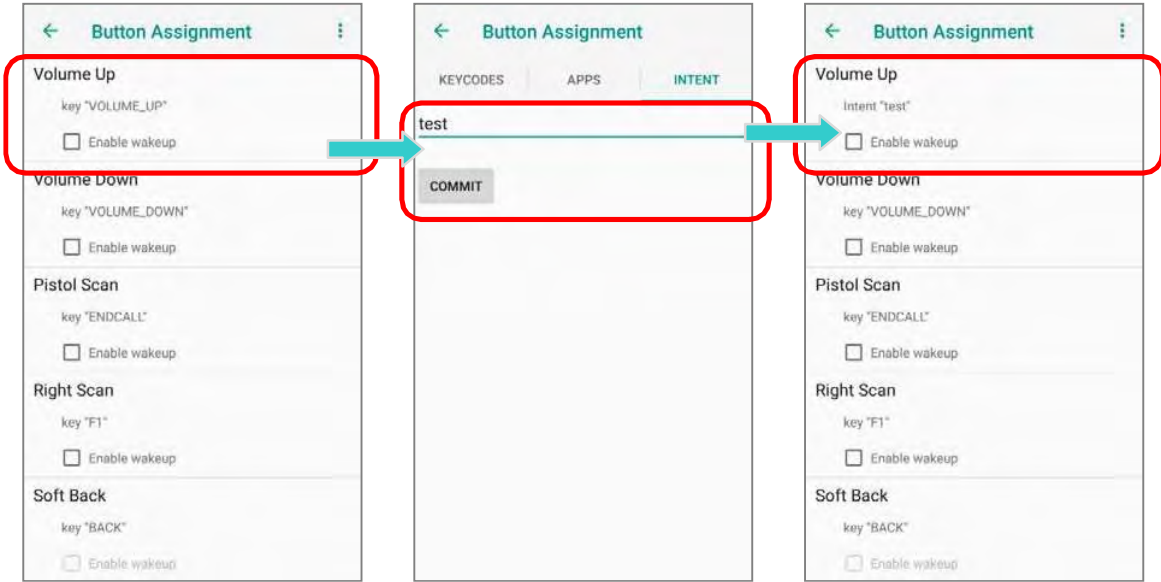 Button Assignment
Volume Up
key "VOLUME_UP"
Enable wakeup
Volume Down
key "VOLUME_DOWN"
Enable wakeup
Pistol Scan
key "ENDCALL"
Enable wakeup
Right Scan
key "F1"
Enable wakeup
Soft Back
key "BACK"
Enable wakeup
Button Assignment
KEYCODES APPS INTENT
test
COMMIT
Button Assignment
Volume Up
Intent "test"
Enable wakeup
Volume Down
key "VOLUME_DOWN"
Enable wakeup
Pistol Scan
key "ENDCALL"
Enable wakeup
Right Scan
key "F1"
Enable wakeup
Soft Back
key "BACK"
Enable wakeup